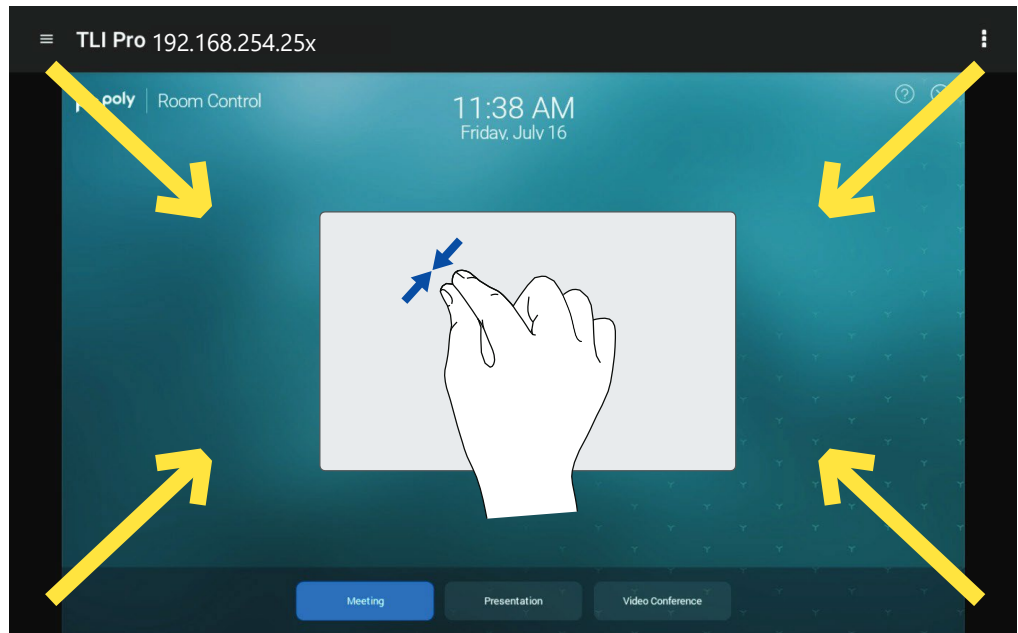 TLI Pro 192.168.254.25x
poly Room Control
11:38 AM
Friday, July 16
Meeting Presentation Video Conference